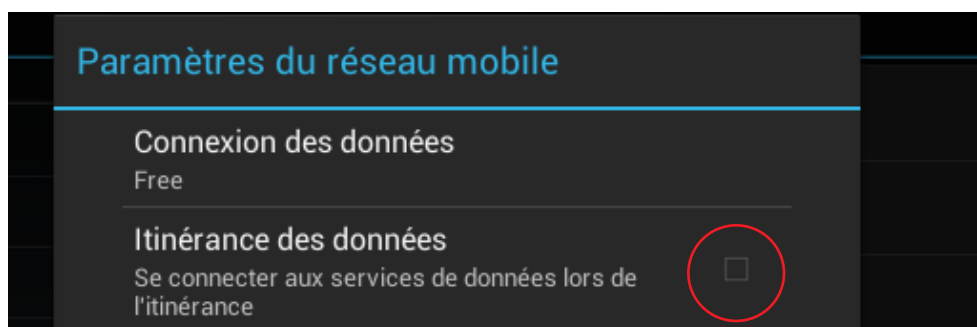 Paramètres du réseau mobile
Connexion des données
Free
Itinérance des données
Se connecter aux services de données lors de
l'itinérance